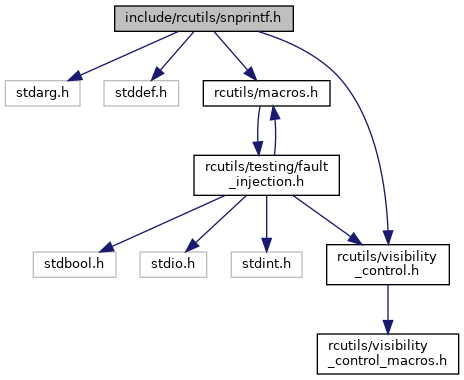 include/rcutils/snprintf.h
stdarg.h
stddef.h
rcutils/macros.h
rcutils/testing/fault
_injection.h
stdbool.h
stdio.h
stdint.h
rcutils/visibility
_control.h
rcutils/visibility
_control_macros.h